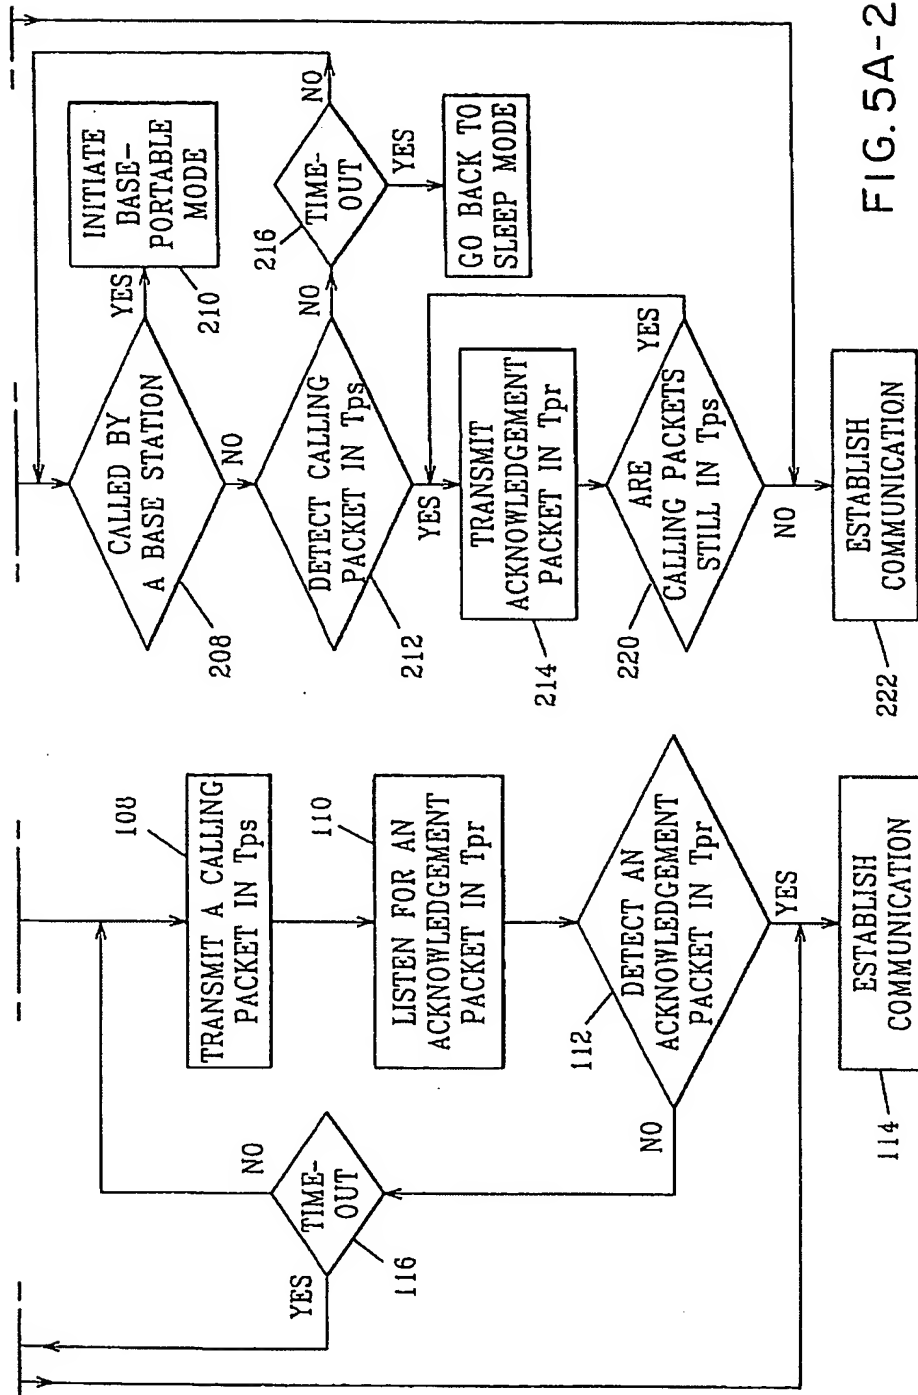 108
TRANSMIT A CALLING
PACKET IN Tps
110
LISTEN FOR AN
ACKNOWLEDGEMENT
PACKET IN Tpr
112
DETECT AN
ACKNOWLEDGEMENT
PACKET IN Tpr
NO
YES
TIME-
OUT
116
NO
YES
ESTABLISH
COMMUNICATION
114
CALLED BY
A BASE STATION
208
YES
NO
INITIATE
BASE-
PORTABLE
MODE
210
DETECT CALLING
PACKET IN Tps
212
NO
YES
TIME-
OUT
216
NO
YES
GO BACK TO
SLEEP MODE
TRANSMIT
ACKNOWLEDGEMENT
PACKET IN Tpr
214
ARE
CALLING PACKETS
STILL IN Tps
220
YES
NO
ESTABLISH
COMMUNICATION
222
FIG. 5A-2